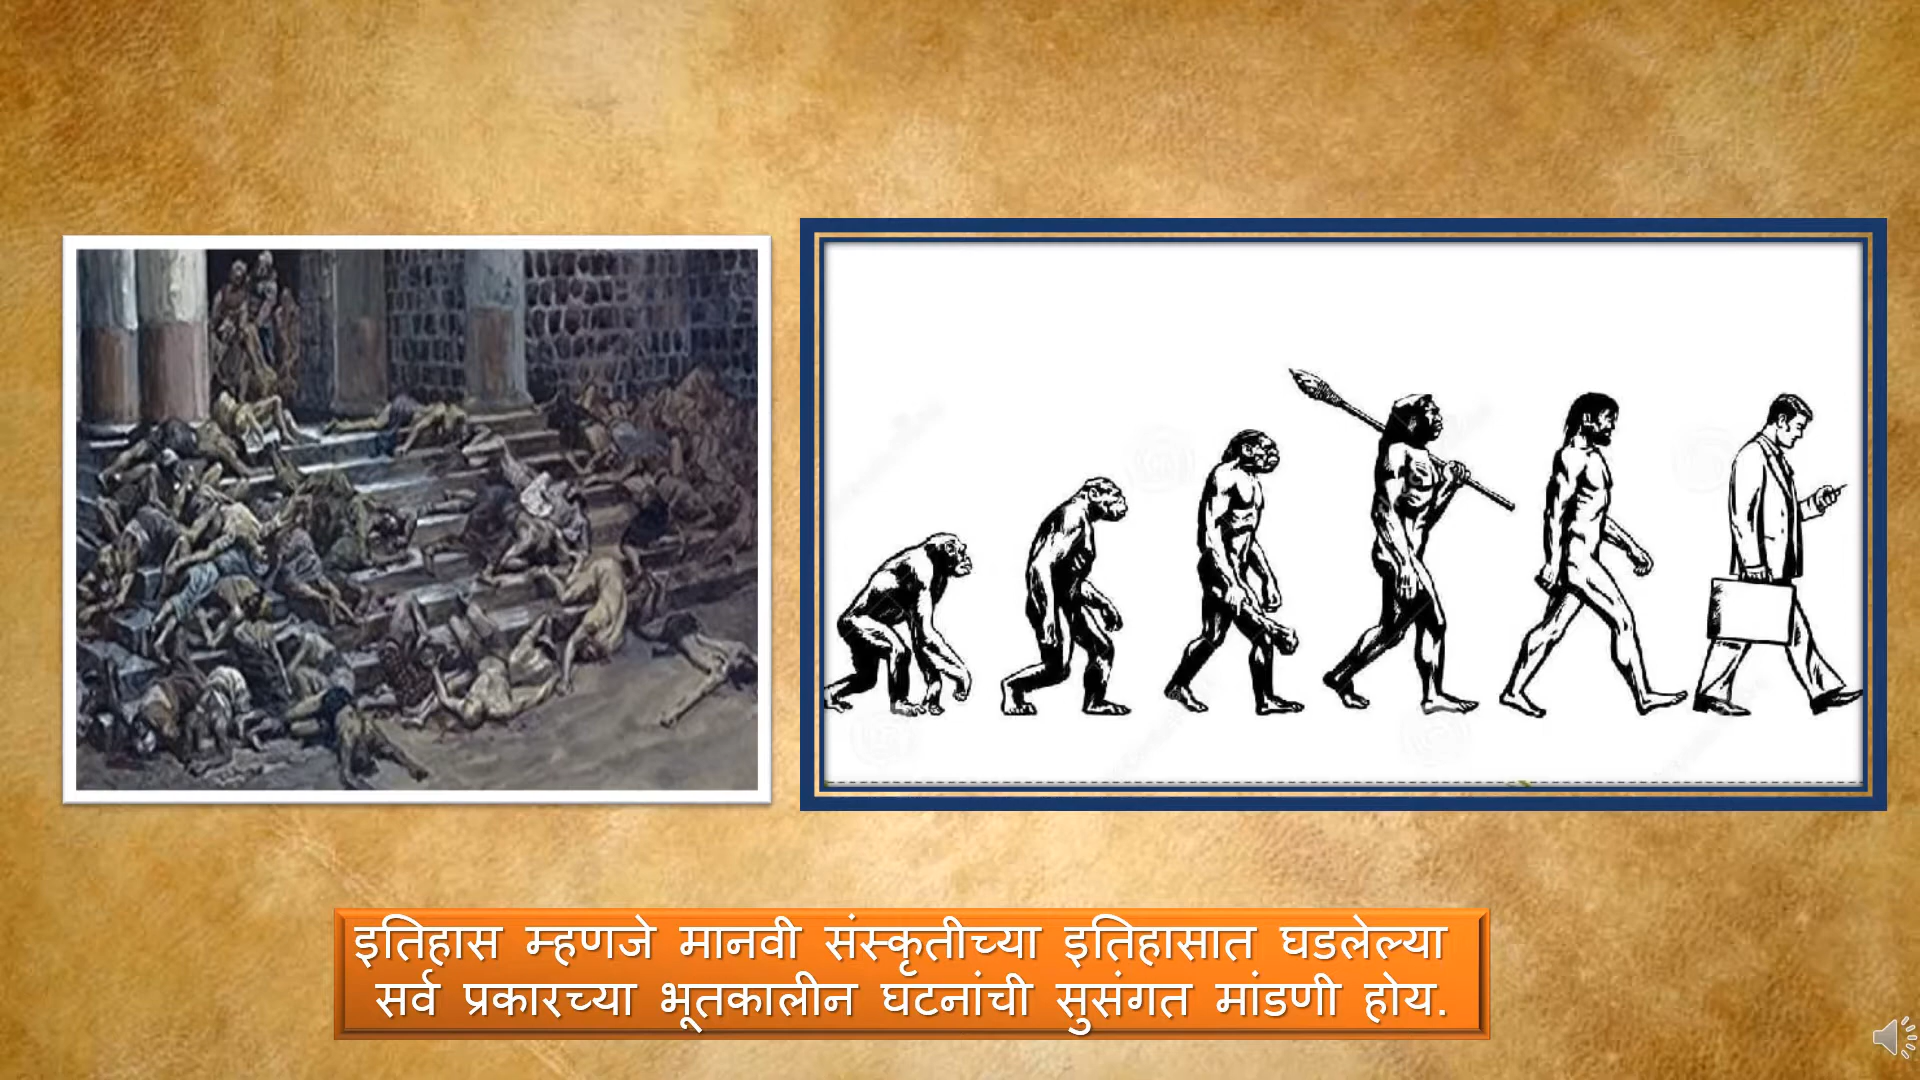 इतिहास म्हणजे मानवी संस्कृतीच्या इतिहासात घडलेल्या
सर्व प्रकारच्या भूतकालीन घटनांची सुसंगत मांडणी होय.